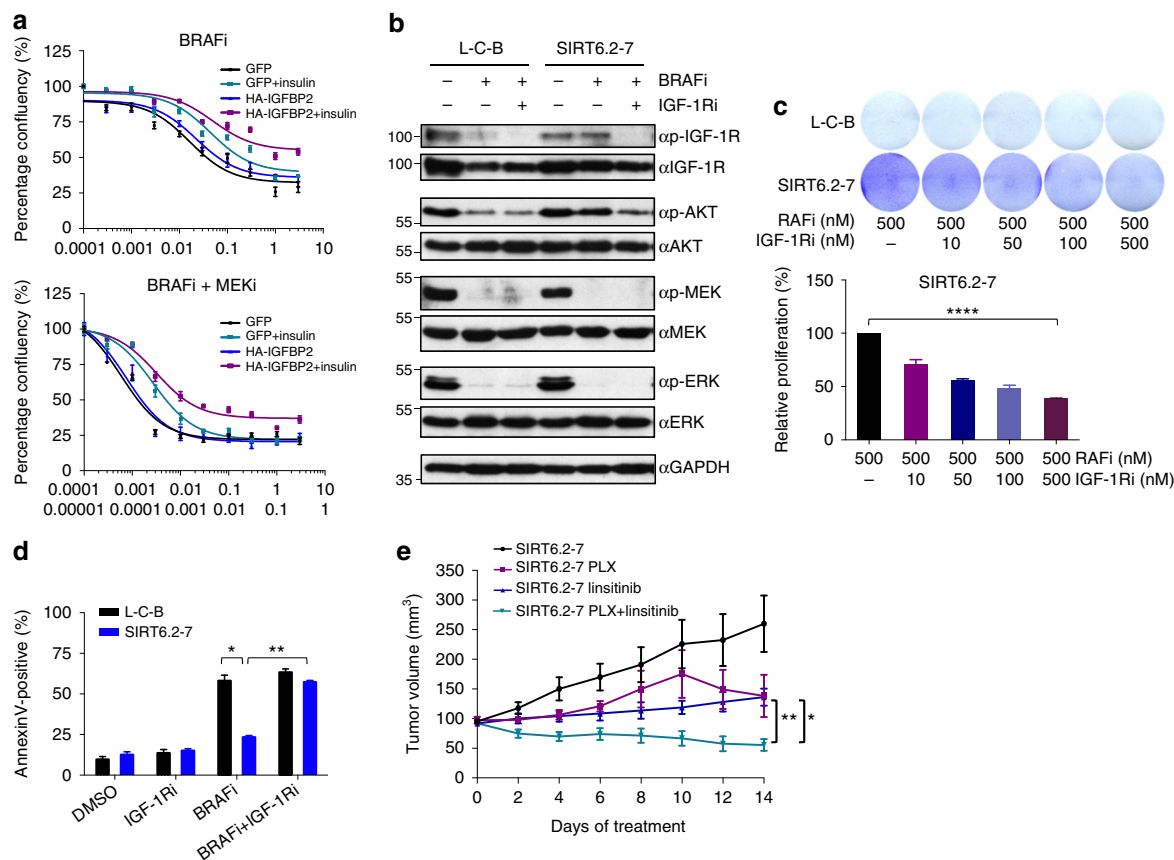 a
BRAFi
Percentage confluency (%)
125
100
75
50
25
0
GFP
GFP+insulin
HA-IGFBP2
HA-IGFBP2+insulin
0.0001 0.001 0.01 0.1 1 10
BRAFi + MEKi
Percentage confluency (%)
125
100
75
50
25
0
GFP
GFP+insulin
HA-IGFBP2
HA-IGFBP2+insulin
0.0001 0.001 0.01 0.1 1 10
0.00001 0.0001 0.001 0.01 0.1 1
b
L-C-B SIRT6.2-7
– + + – + + BRAFi
– – + – – + IGF-1Ri
100 αp-IGF-1R
100 αIGF-1R
55 αp-AKT
55 αAKT
55 αp-MEK
55 αMEK
55 αp-ERK
55 αERK
35 αGAPDH
c
L-C-B
SIRT6.2-7
RAFi (nM) 500 500 500 500 500
IGF-1Ri (nM) – 10 50 100 500
SIRT6.2-7
Relative proliferation (%)
150
100
50
0
****
500 500 500 500 500 RAFi (nM)
– 10 50 100 500 IGF-1Ri (nM)
d
AnnexinV-positive (%)
100
75
50
25
0
L-C-B
SIRT6.2-7
* **
DMSO
IGF-1Ri
BRAFi
BRAFi+IGF-1Ri
e
SIRT6.2-7
SIRT6.2-7 PLX
SIRT6.2-7 linsitinib
SIRT6.2-7 PLX+linsitinib
Tumor volume (mm3)
350
300
250
200
150
100
50
0
** *
0 2 4 6 8 10 12 14
Days of treatment